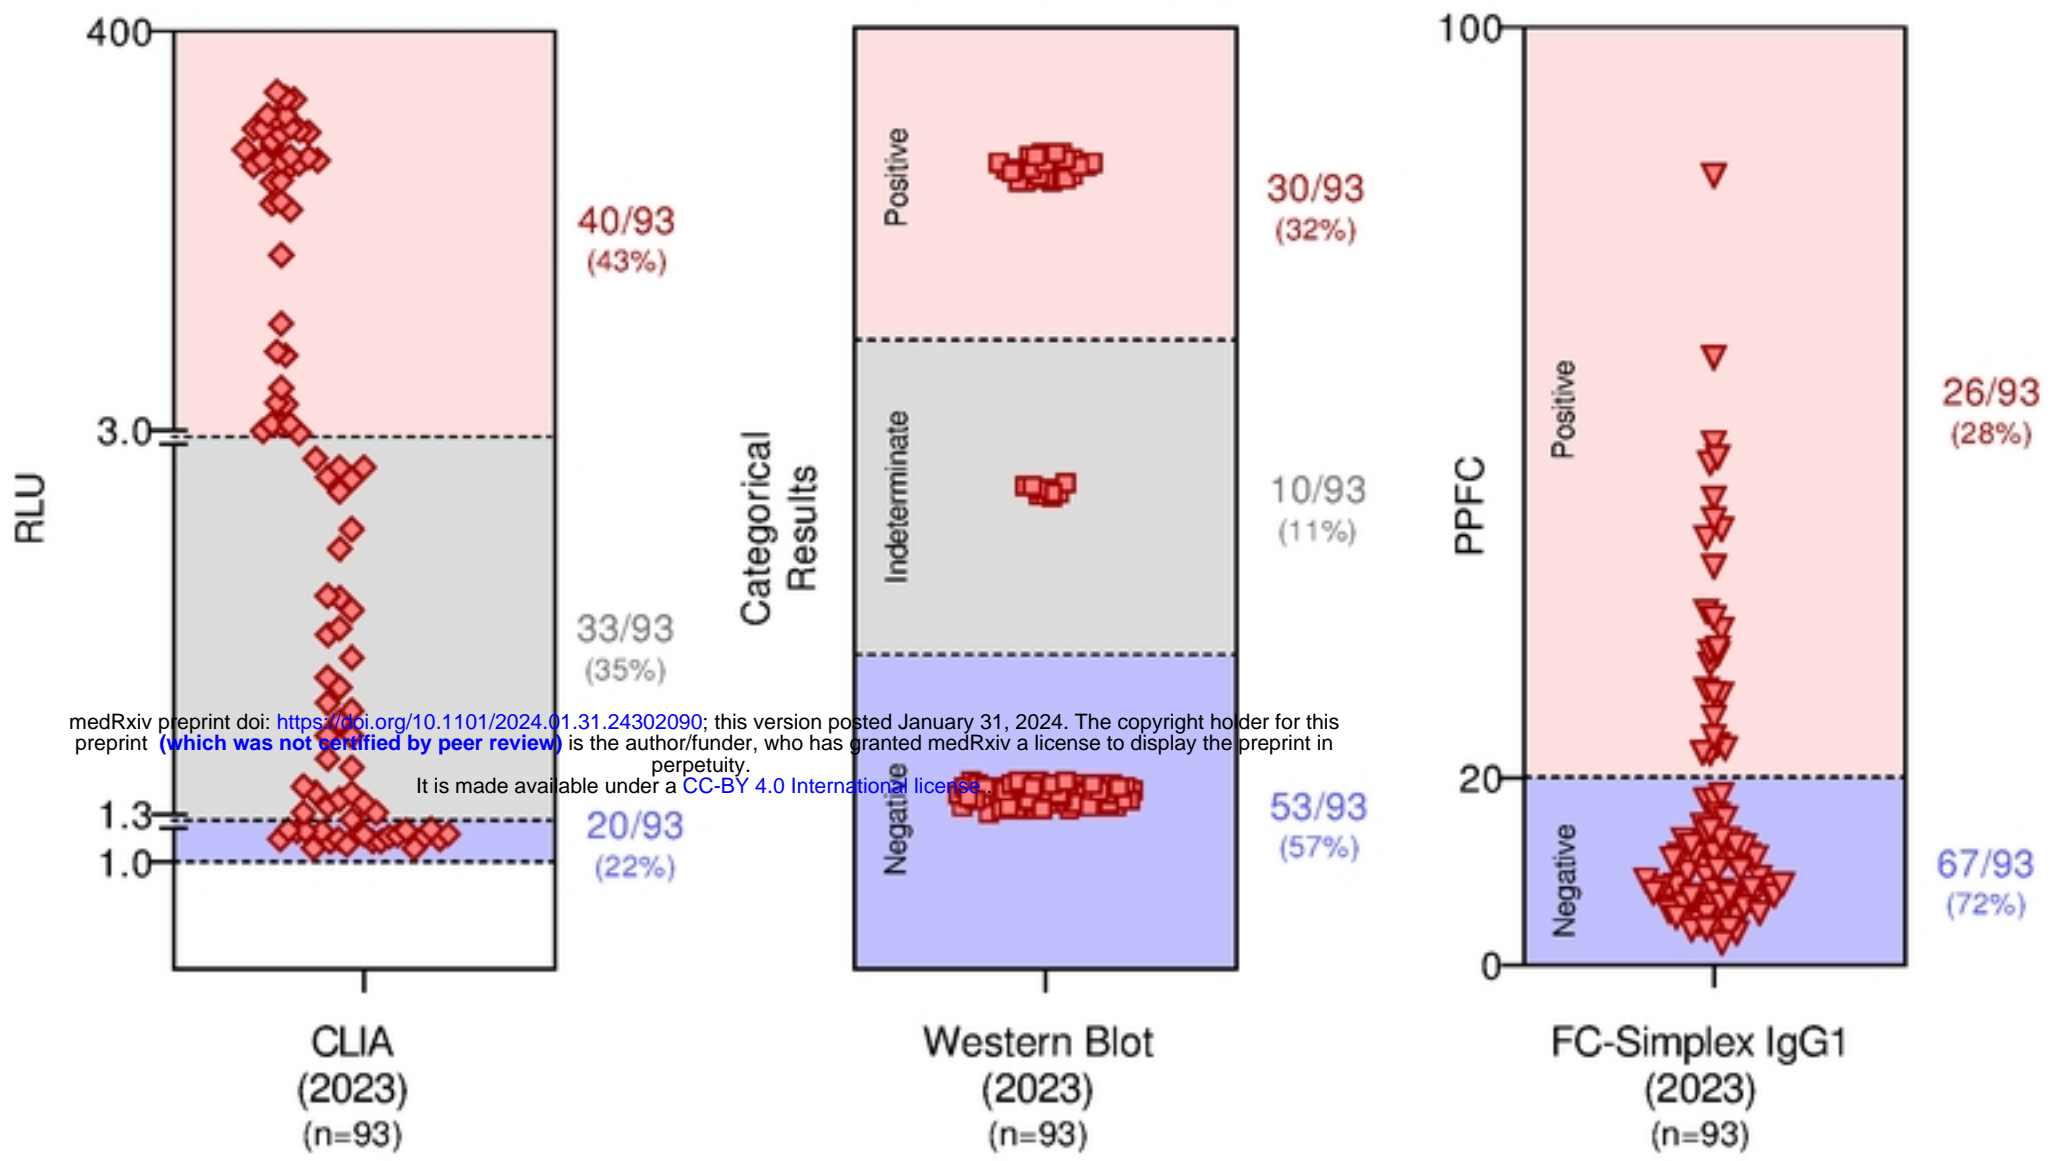 400
3.0
1.3
1.0
RLU
40/93
(43%)
33/93
(35%)
20/93
(22%)
CLIA
(2023)
(n=93)
Categorical
Results
Positive
Indeterminate
Negative
30/93
(32%)
10/93
(11%)
53/93
(57%)
Western Blot
(2023)
(n=93)
100
20
0
PPFC
Positive
Negative
26/93
(28%)
67/93
(72%)
FC-Simplex IgG1
(2023)
(n=93)
medRxiv preprint doi: https://doi.org/10.1101/2024.01.31.24302090; this version posted January 31, 2024. The copyright holder for this
preprint (which was not certified by peer review) is the author/funder, who has granted medRxiv a license to display the preprint in
perpetuity.
It is made available under a CC-BY 4.0 International license .